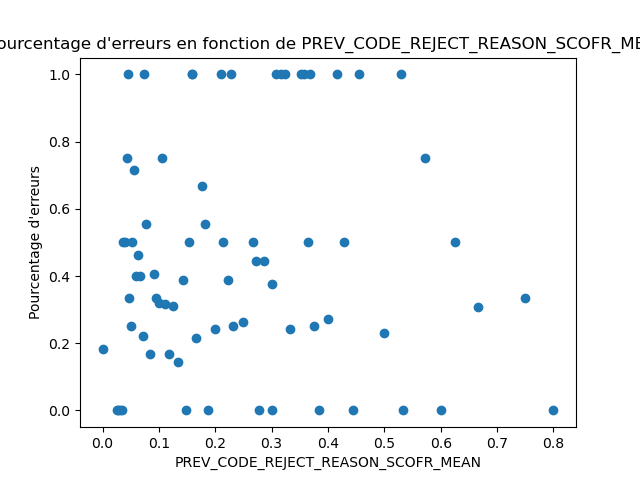 ourcentage d'erreurs en fonction de PREV_CODE_REJECT_REASON_SCOFR_ME
1.0
0.8
0.6
0.4
0.2
0.0
Pourcentage d'erreurs
0.0 0.1 0.2 0.3 0.4 0.5 0.6 0.7 0.8
PREV_CODE_REJECT_REASON_SCOFR_MEAN